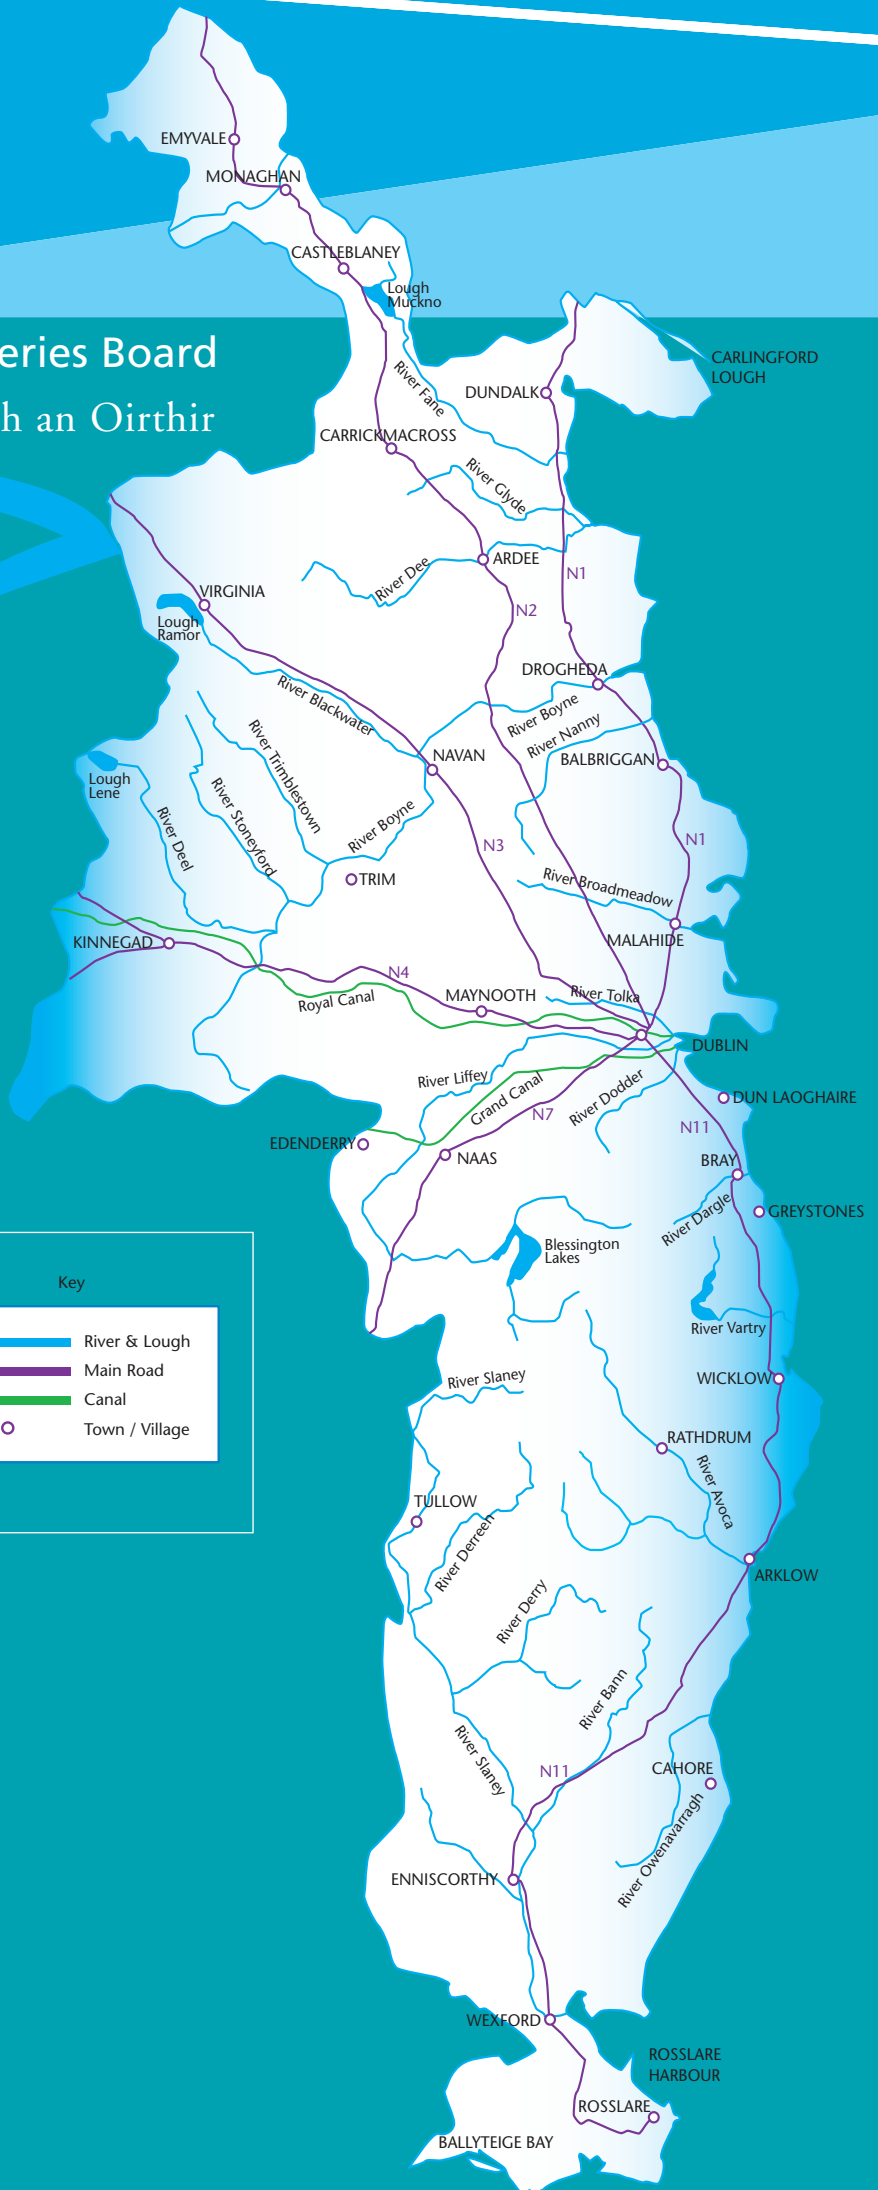 EMYVALE
MONAGHAN
CASTLEBLANEY
Lough
Muckno
eries Board
h an Oirthir
CARLINGFORD
LOUGH
River Fane
DUNDALK
CARRICKMACROSS
River Glyde
ARDEE
River Dee
N1
N2
VIRGINIA
Lough
Ramor
DROGHEDA
River Blackwater
River Boyne
River Nanny
River Trimblestown
NAVAN
BALBRIGGAN
Lough
Lene
River Stoneyford
River Deel
River Boyne
N3
N1
TRIM
River Broadmeadow
KINNEGAD
MALAHIDE
N4
Royal Canal
MAYNOOTH
River Tolka
DUBLIN
River Liffey
Grand Canal
River Dodder
DUN LAOGHAIRE
N7
N11
EDENDERRY
NAAS
BRAY
River Dargle
GREYSTONES
Blessington
Lakes
Key
River & Lough
Main Road
Canal
Town / Village
River Vartry
River Slaney
WICKLOW
RATHDRUM
River Avoca
TULLOW
River Derreen
ARKLOW
River Derry
River Bann
River Slaney
N11
CAHORE
River Owenavarragh
ENNISCORTHY
WEXFORD
ROSSLARE
HARBOUR
ROSSLARE
BALLYTEIGE BAY